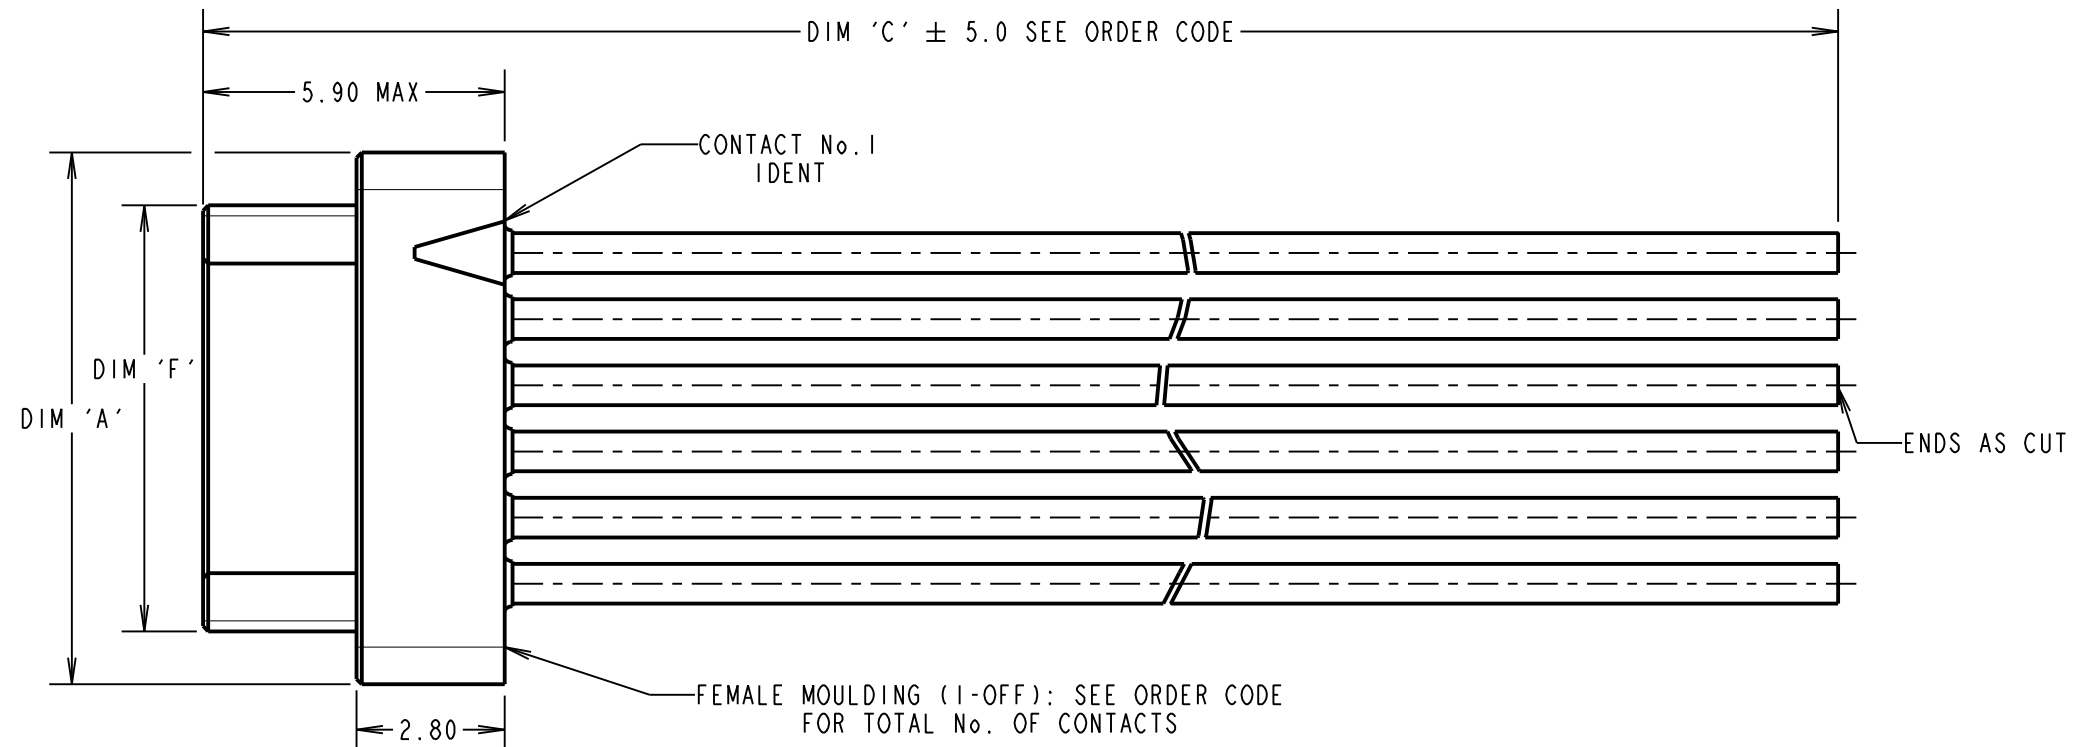 DIM 'C' ± 5.0 SEE ORDER CODE
5.90 MAX
CONTACT No.1
IDENT
DIM 'F'
DIM 'A'
ENDS AS CUT
FEMALE MOULDING (1-OFF): SEE ORDER CODE
FOR TOTAL No. OF CONTACTS
2.80